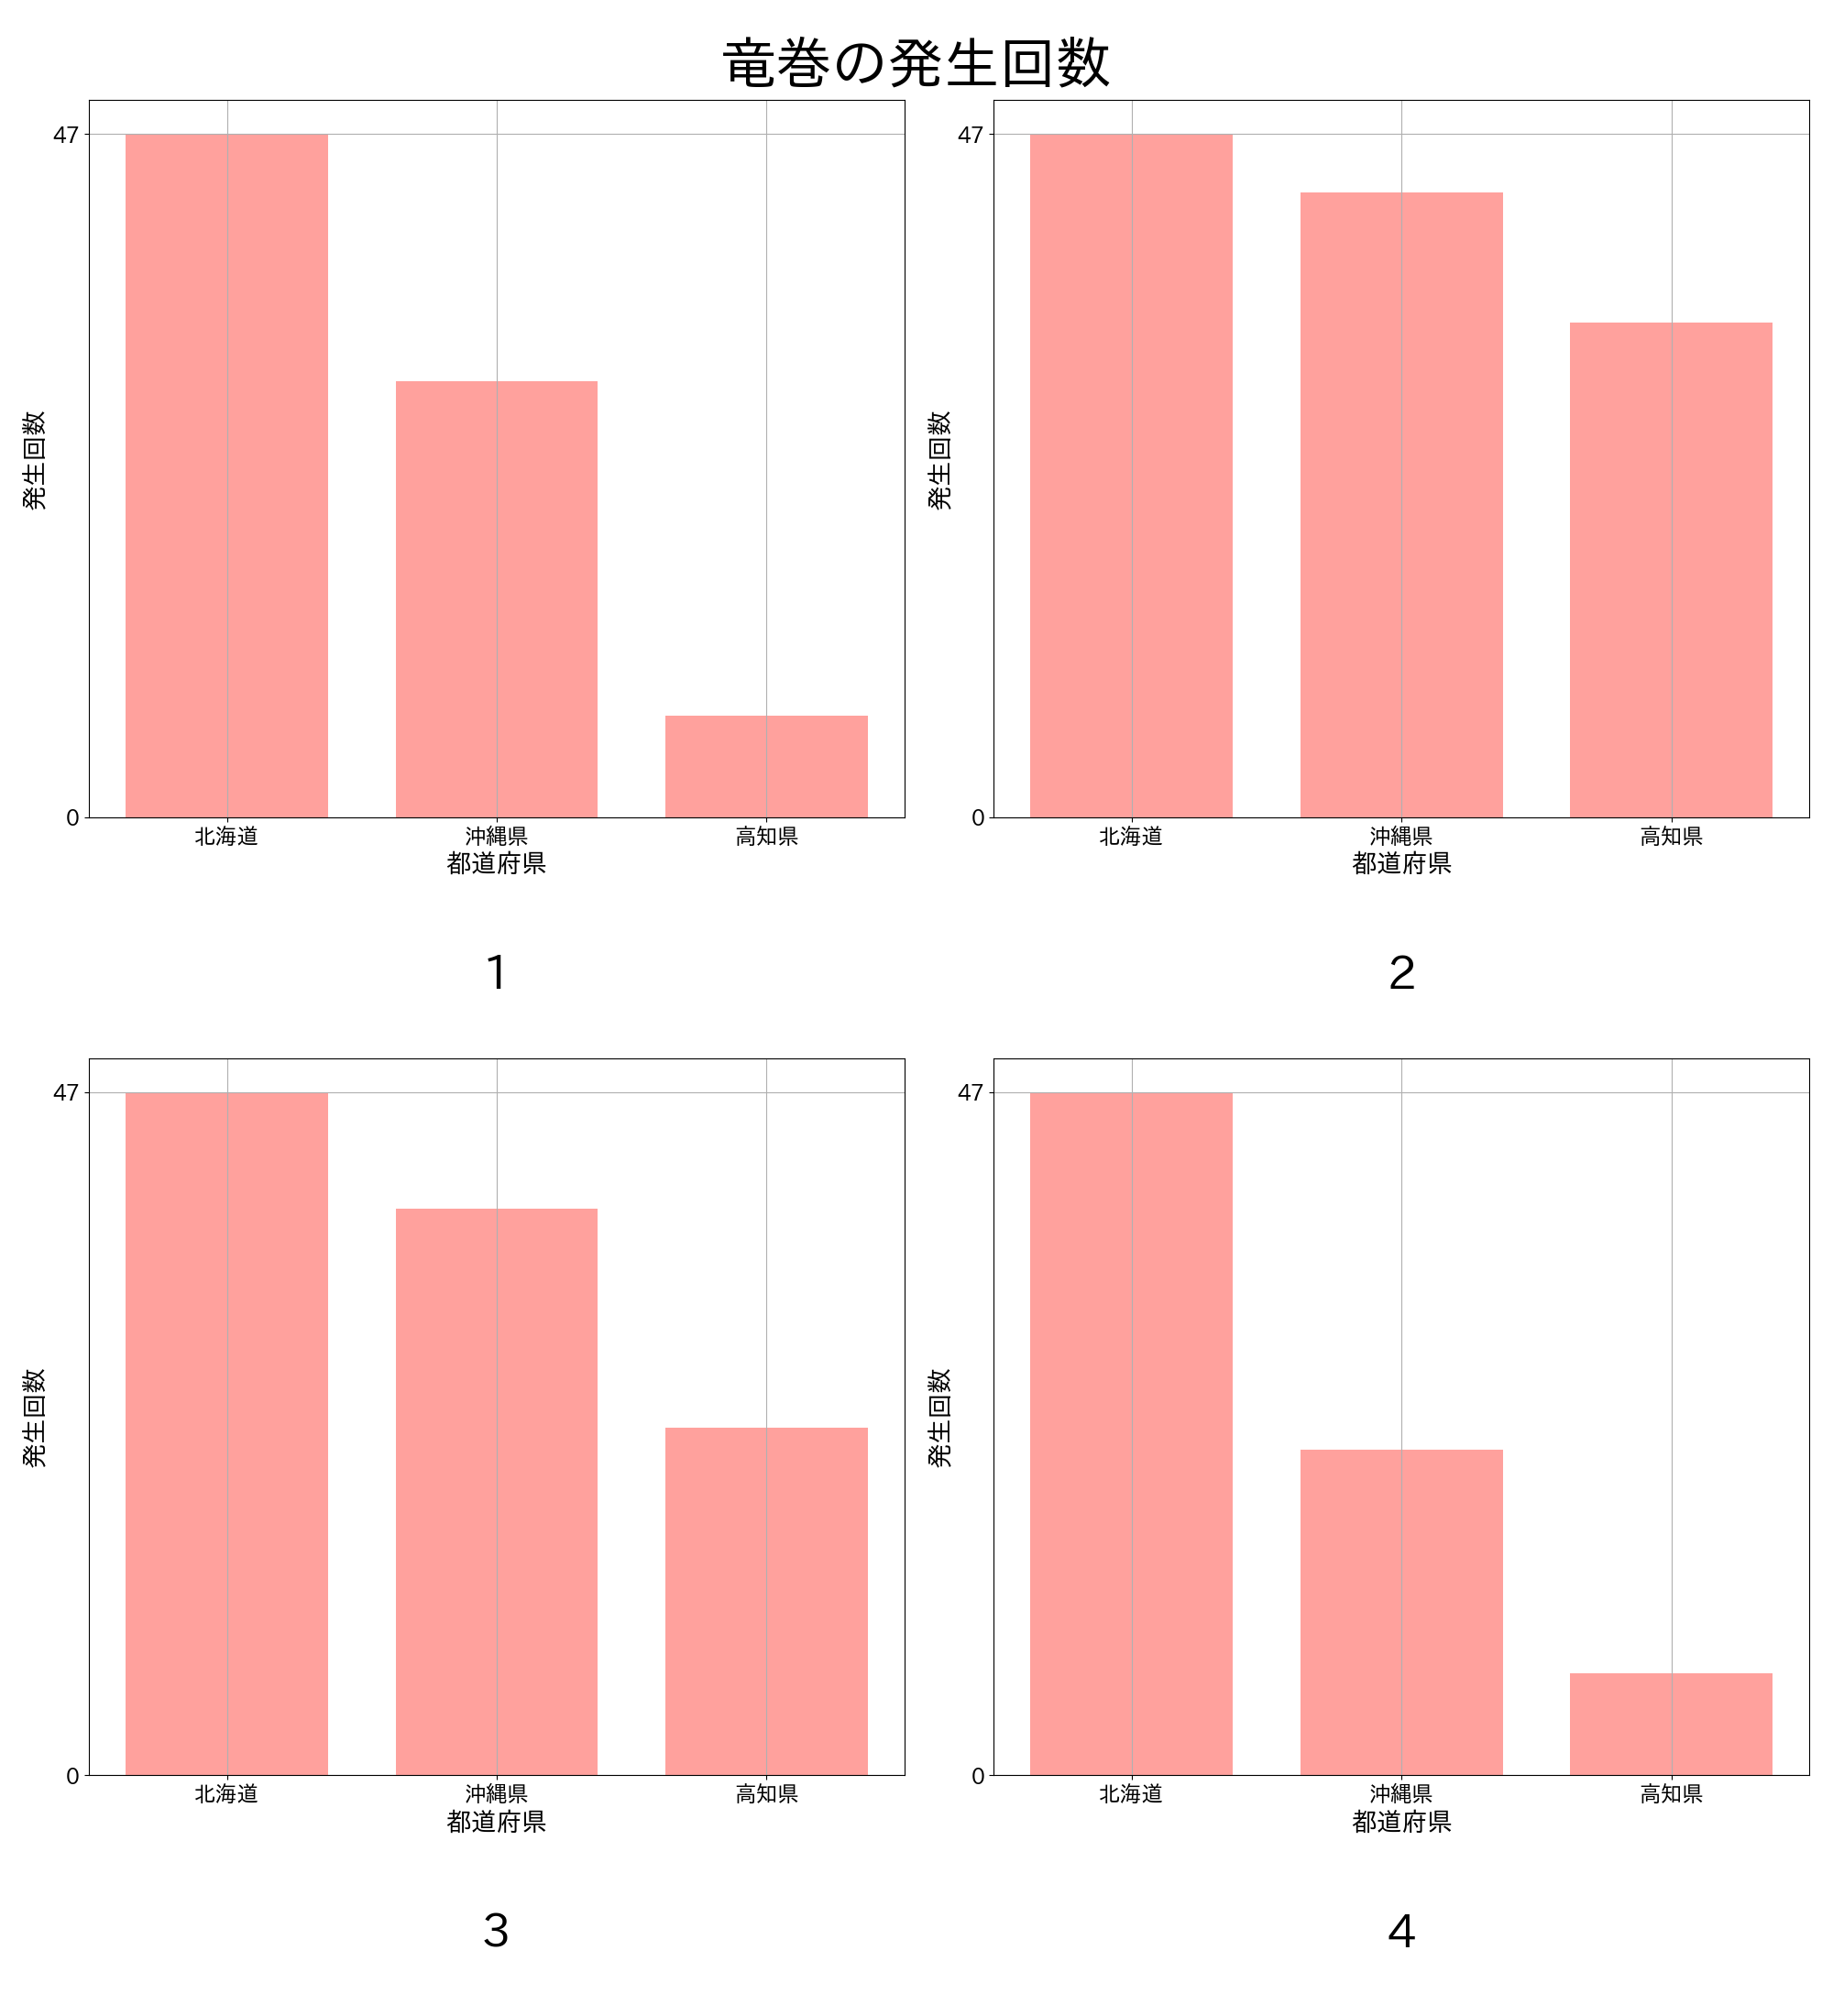 竜巻の発生回数
47
0
発生回数
北海道 沖縄県 高知県
都道府県
1
47
0
発生回数
北海道 沖縄県 高知県
都道府県
2
47
0
発生回数
北海道 沖縄県 高知県
都道府県
3
47
0
発生回数
北海道 沖縄県 高知県
都道府県
4